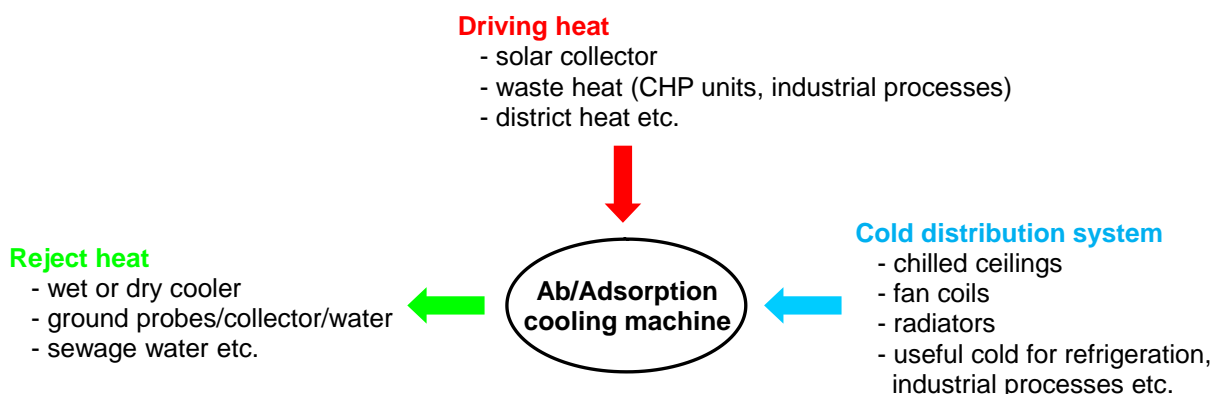 Driving heat
- solar collector
- waste heat (CHP units, industrial processes)
- district heat etc.
Reject heat
- wet or dry cooler
- ground probes/collector/water
- sewage water etc.
Ab/Adsorption
cooling machine
Cold distribution system
- chilled ceilings
- fan coils
- radiators
- useful cold for refrigeration,
industrial processes etc.